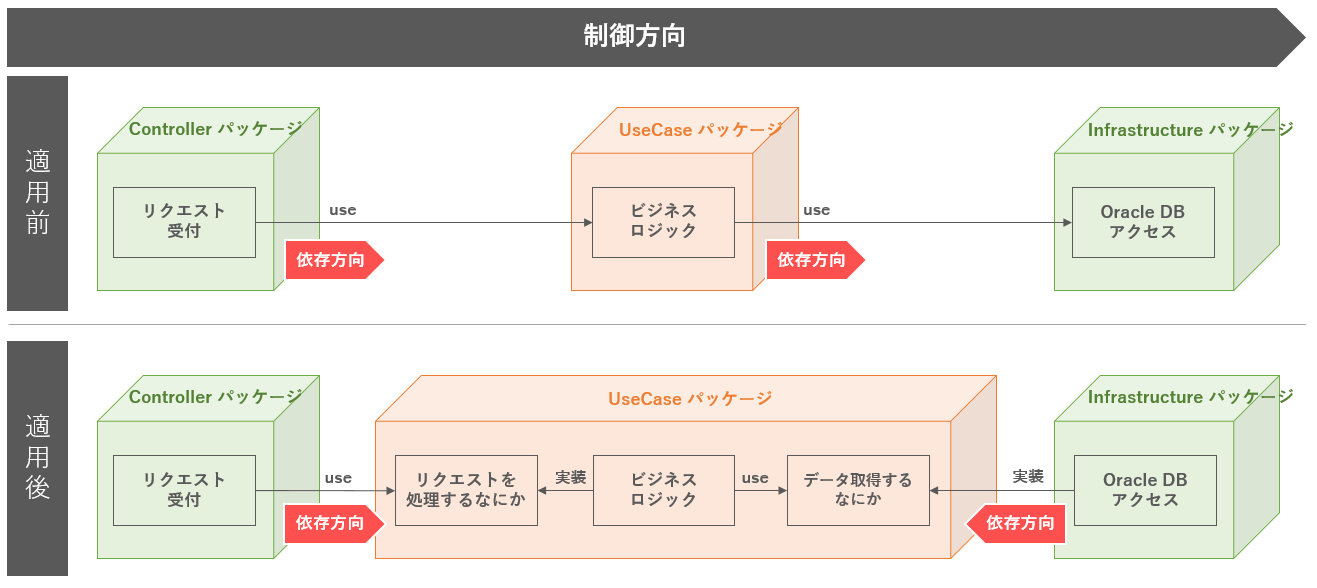 制御方向
適用前
Controller パッケージ
リクエスト
受付
use
依存方向
UseCase パッケージ
ビジネス
ロジック
use
依存方向
Infrastructure パッケージ
Oracle DB
アクセス
適用後
Controller パッケージ
リクエスト
受付
use
依存方向
UseCase パッケージ
リクエストを
処理するなにか
実装
ビジネス
ロジック
use
データ取得する
なにか
実装
依存方向
Infrastructure パッケージ
Oracle DB
アクセス